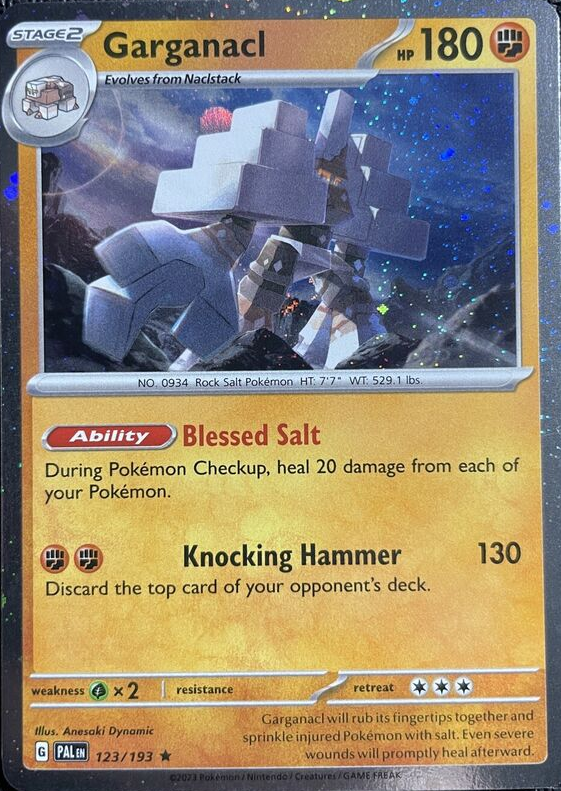 STAGE2
Garganacl
HP 180
Evolves from Naclstack
NO. 0934 Rock Salt Pokémon HT: 7'7" WT: 529.1 lbs.
Ability Blessed Salt
During Pokémon Checkup, heal 20 damage from each of
your Pokémon.
Knocking Hammer 130
Discard the top card of your opponent's deck.
weakness ×2 resistance retreat
Garganacl will rub its fingertips together and
sprinkle injured Pokémon with salt. Even severe
wounds will promptly heal afterward.
Illus. Anesaki Dynamic
G PAL EN 123/193 ★
©2023 Pokémon / Nintendo / Creatures / GAME FREAK